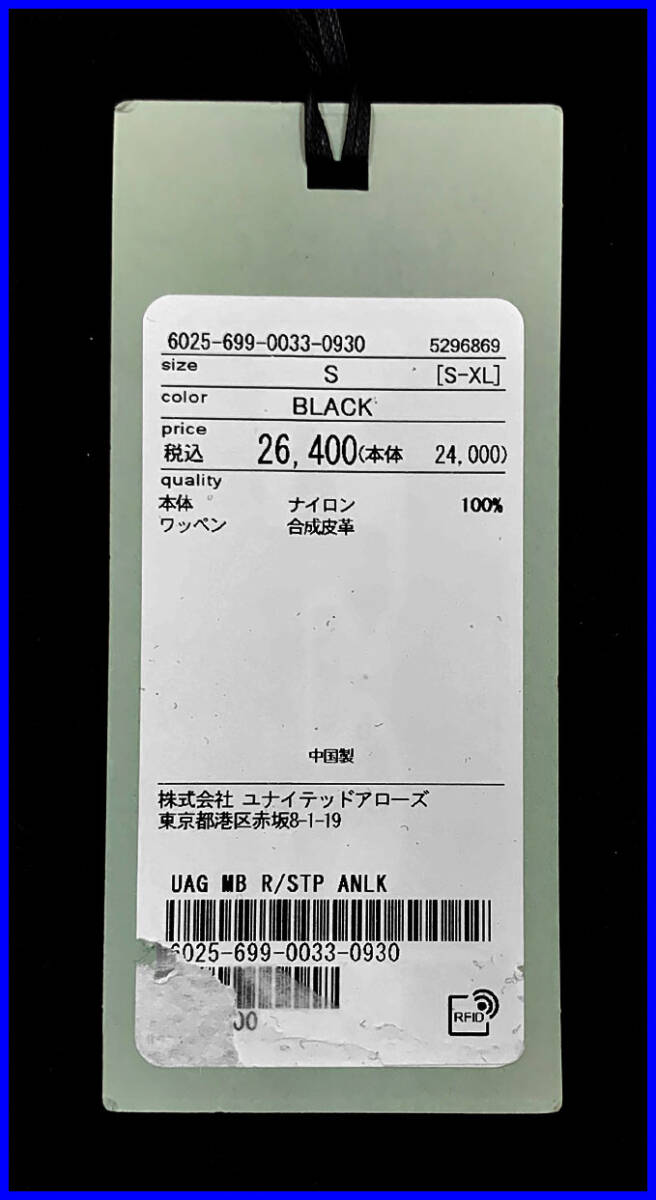 6025-699-0033-0930 5296869
size S [S-XL]
color BLACK
price
税込 26,400(本体 24,000)
quality
本体 ナイロン 100%
ワッペン 合成皮革
中国製
株式会社 ユナイテッドアローズ
東京都港区赤坂8-1-19
UAG MB R/STP ANLK
6025-699-0033-0930
00
RFID